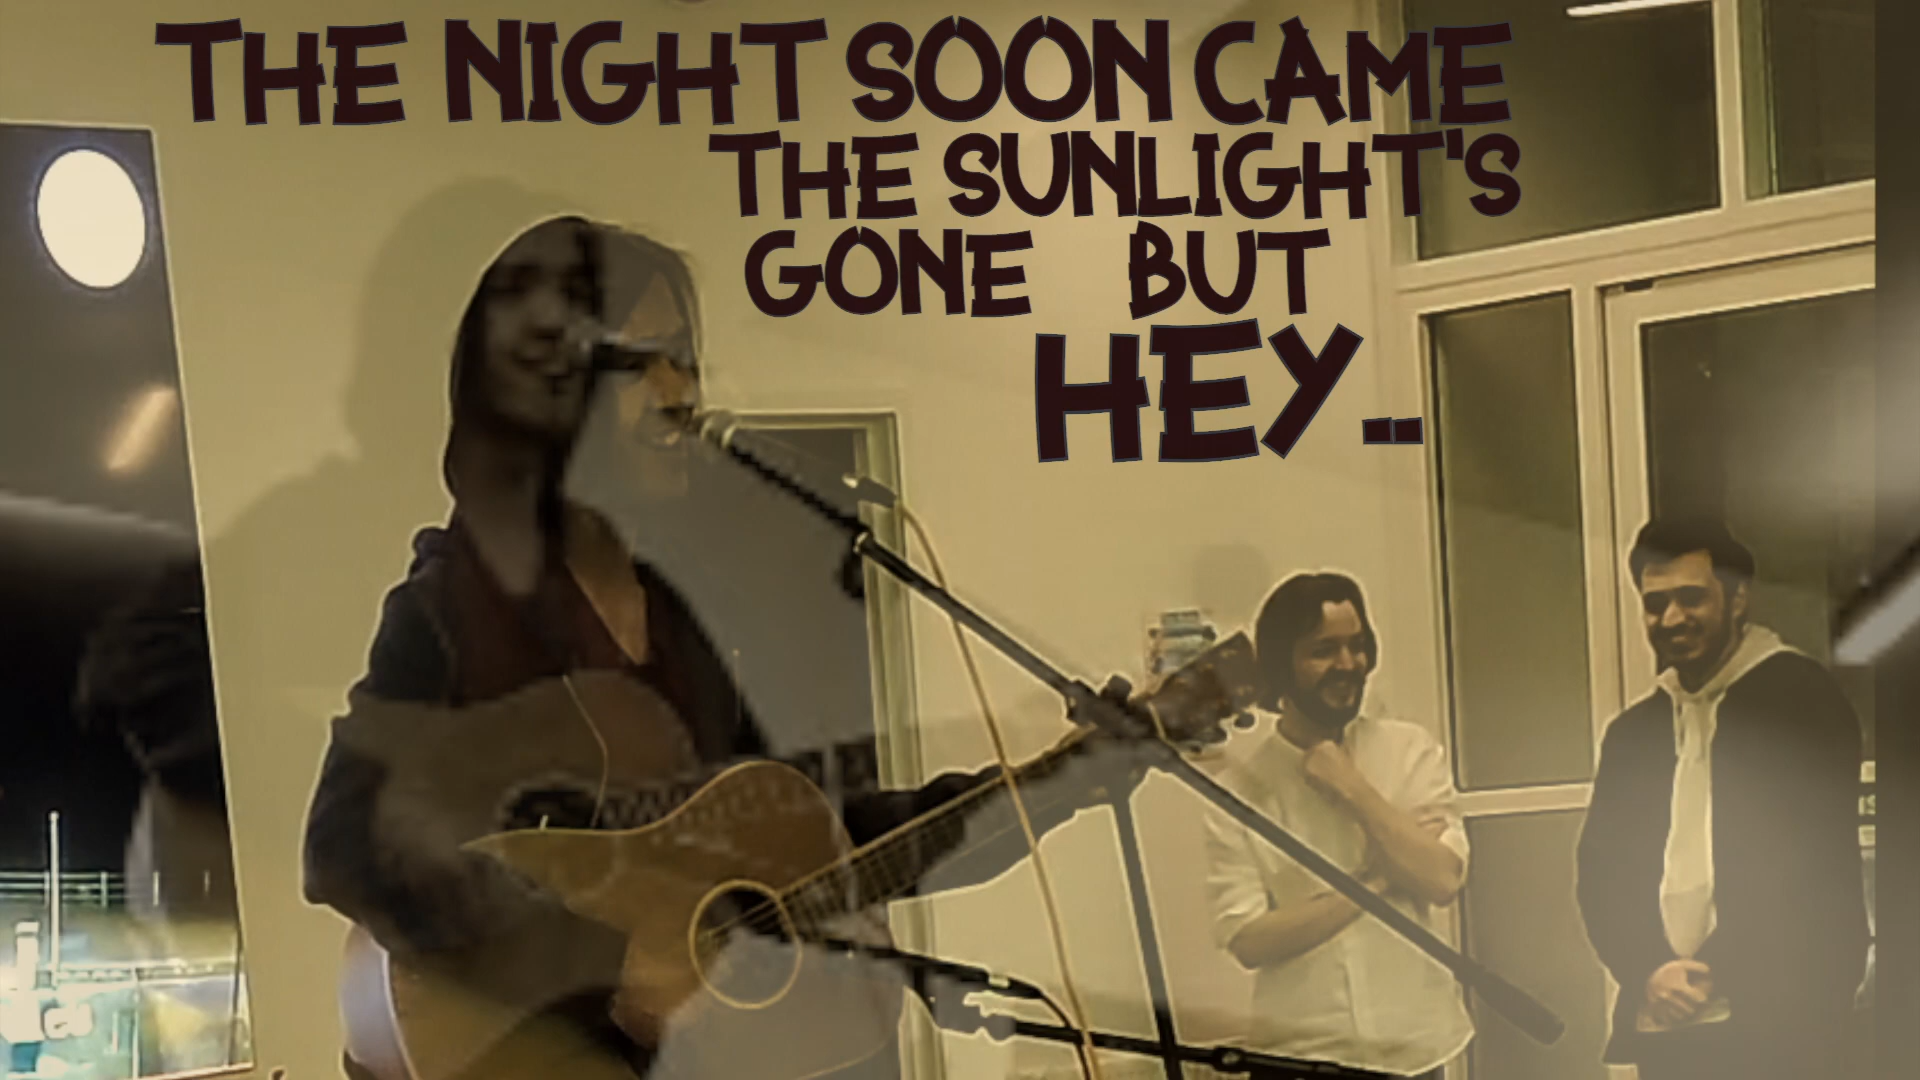 THE NIGHT SOON CAME
THE SUNLIGHT'S
GONE BUT
HEY..